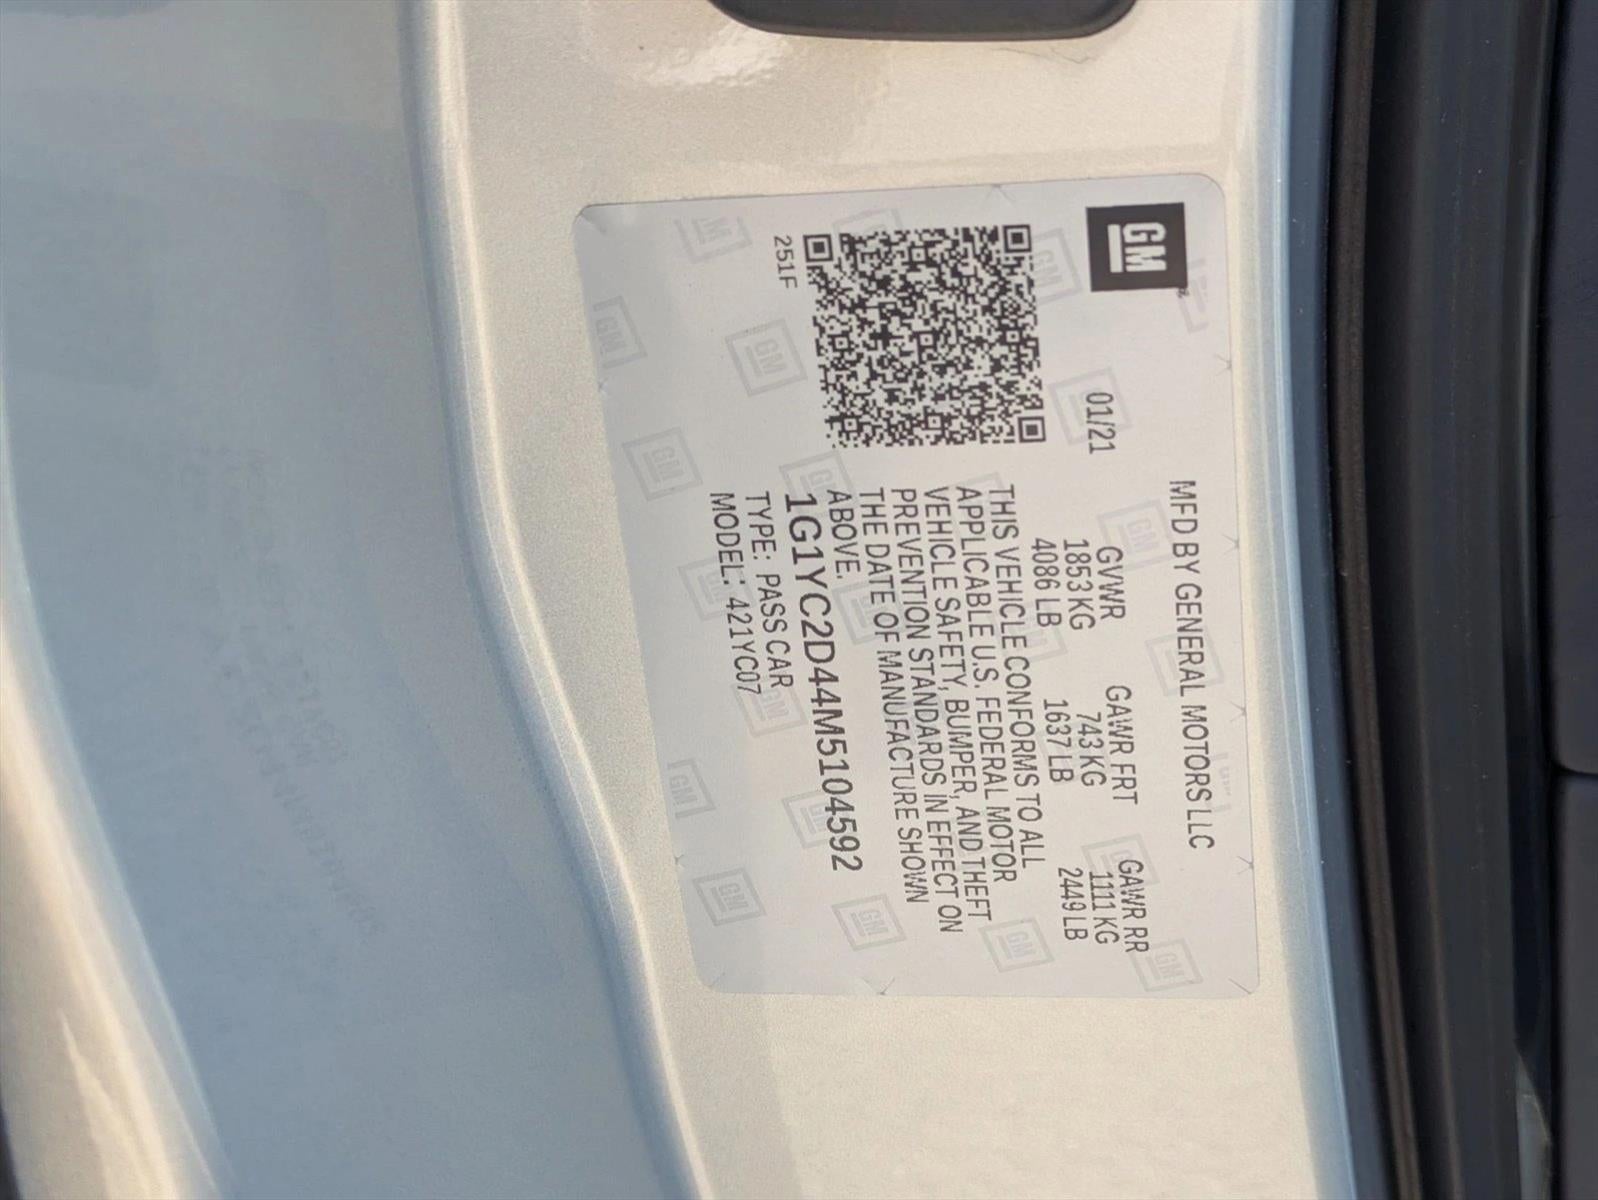 GM
MFD BY GENERAL MOTORS LLC
01/21
GVWR GAWR FRT GAWR RR
1853 KG 743 KG 1111 KG
4086 LB 1637 LB 2449 LB
THIS VEHICLE CONFORMS TO ALL
APPLICABLE U.S. FEDERAL MOTOR
VEHICLE SAFETY, BUMPER, AND THEFT
PREVENTION STANDARDS IN EFFECT ON
THE DATE OF MANUFACTURE SHOWN
ABOVE.
1G1YC2D44M5104592
TYPE: PASS CAR
MODEL: 421YC07
251F